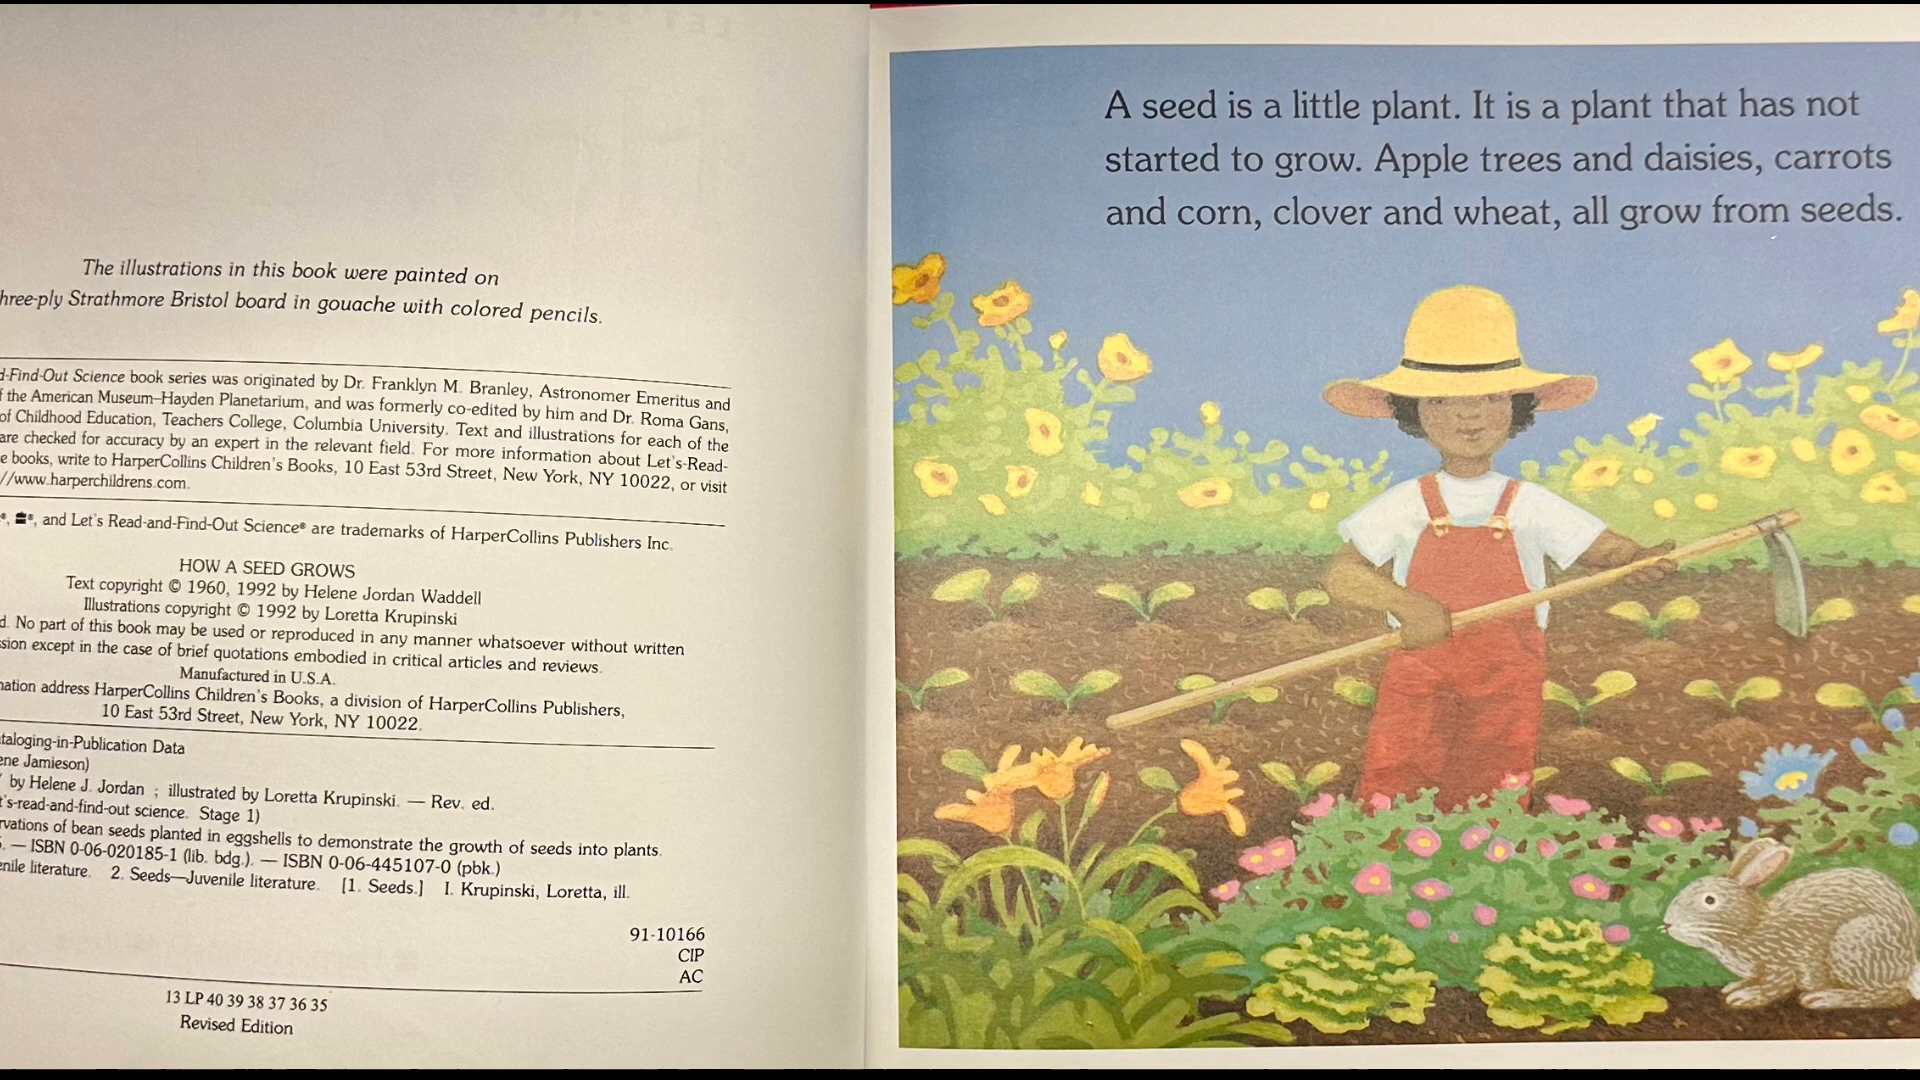 The illustrations in this book were painted on
hree-ply Strathmore Bristol board in gouache with colored pencils.
d-Find-Out Science book series was originated by Dr. Franklyn M. Branley, Astronomer Emeritus and
f the American Museum–Hayden Planetarium, and was formerly co-edited by him and Dr. Roma Gans,
of Childhood Education, Teachers College, Columbia University. Text and illustrations for each of the
are checked for accuracy by an expert in the relevant field. For more information about Let's-Read-
e books, write to HarperCollins Children's Books, 10 East 53rd Street, New York, NY 10022, or visit
//www.harperchildrens.com.
®, ®, and Let's Read-and-Find-Out Science® are trademarks of HarperCollins Publishers Inc.
HOW A SEED GROWS
Text copyright © 1960, 1992 by Helene Jordan Waddell
Illustrations copyright © 1992 by Loretta Krupinski
d. No part of this book may be used or reproduced in any manner whatsoever without written
sion except in the case of brief quotations embodied in critical articles and reviews.
Manufactured in U.S.A.
nation address HarperCollins Children's Books, a division of HarperCollins Publishers,
10 East 53rd Street, New York, NY 10022.
taloging-in-Publication Data
ene Jamieson)
by Helene J. Jordan ; illustrated by Loretta Krupinski. — Rev. ed.
t's-read-and-find-out science. Stage 1)
rvations of bean seeds planted in eggshells to demonstrate the growth of seeds into plants.
— ISBN 0-06-020185-1 (lib. bdg.). — ISBN 0-06-445107-0 (pbk.)
enile literature. 2. Seeds—Juvenile literature. [1. Seeds.] I. Krupinski, Loretta, ill.
91-10166
CIP
AC
13 LP 40 39 38 37 36 35
Revised Edition
A seed is a little plant. It is a plant that has not
started to grow. Apple trees and daisies, carrots
and corn, clover and wheat, all grow from seeds.